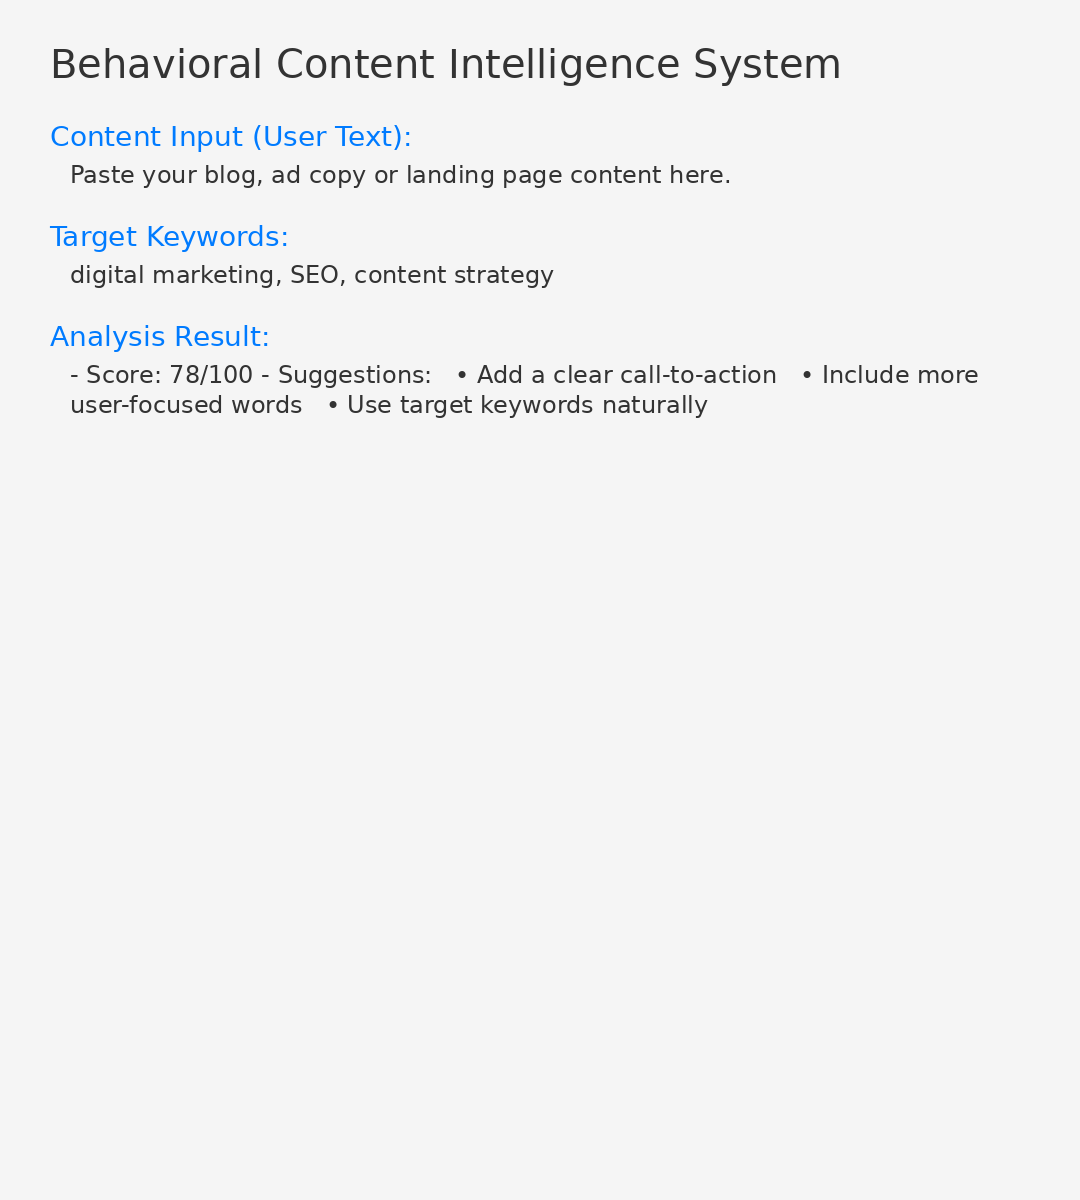 Behavioral Content Intelligence System
Content Input (User Text):
Paste your blog, ad copy or landing page content here.
Target Keywords:
digital marketing, SEO, content strategy
Analysis Result:
- Score: 78/100 - Suggestions:   • Add a clear call-to-action   • Include more
user-focused words   • Use target keywords naturally